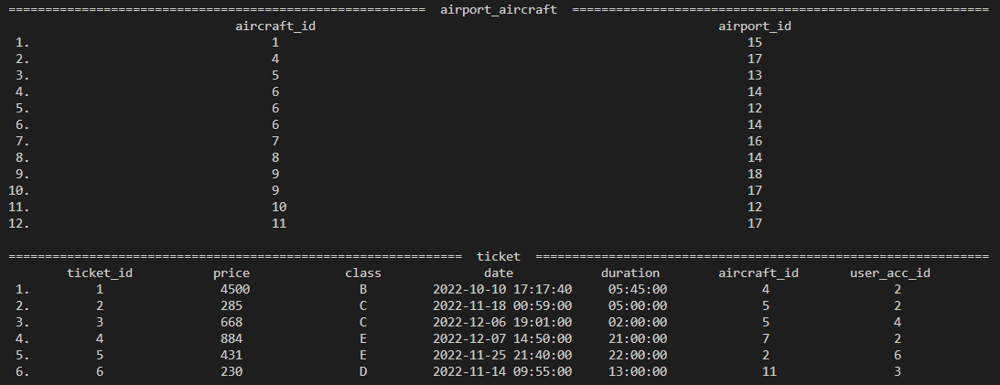 ========================================================= airport_aircraft =========================================================
aircraft_id airport_id
1. 1 15
2. 4 17
3. 5 13
4. 6 14
5. 6 12
6. 6 14
7. 7 16
8. 8 14
9. 9 18
10. 9 17
11. 10 12
12. 11 17
============================================================== ticket ==============================================================
ticket_id price class date duration aircraft_id user_acc_id
1. 1 4500 B 2022-10-10 17:17:40 05:45:00 4 2
2. 2 285 C 2022-11-18 00:59:00 05:00:00 5 2
3. 3 668 C 2022-12-06 19:01:00 02:00:00 5 4
4. 4 884 E 2022-12-07 14:50:00 21:00:00 7 2
5. 5 431 E 2022-11-25 21:40:00 22:00:00 2 6
6. 6 230 D 2022-11-14 09:55:00 13:00:00 11 3